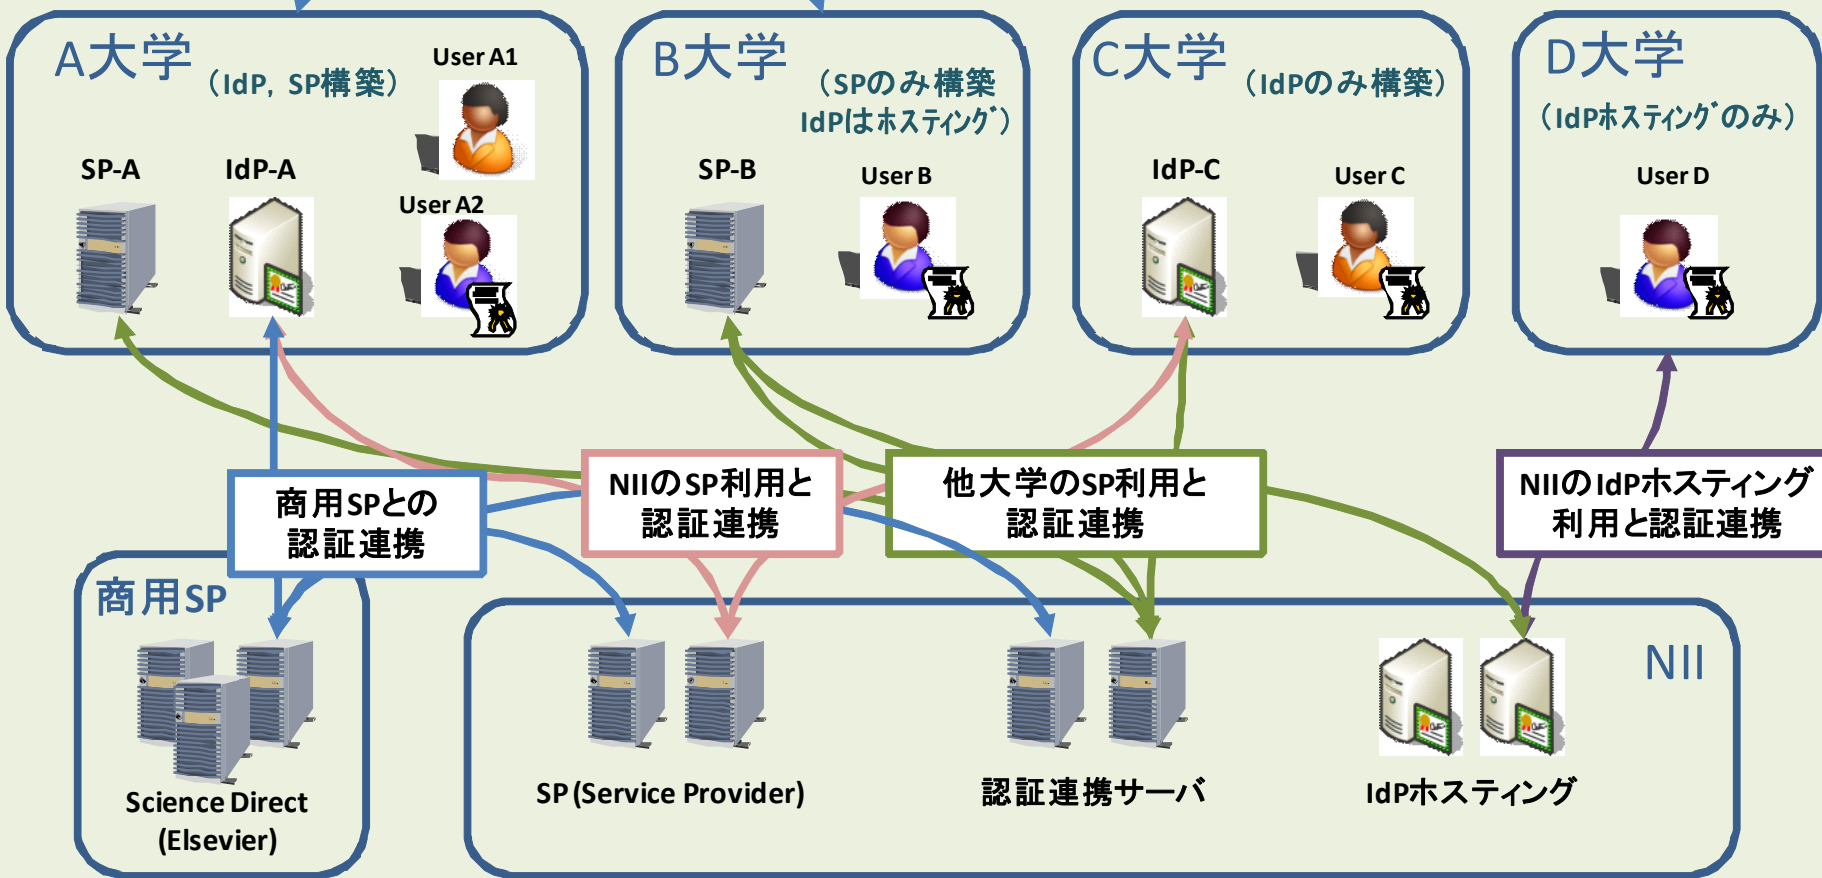 A大学
（IdP，SP構築）
User A1
User A2
SP-A
IdP-A
B大学
（SPのみ構築
IdPはホスティング）
SP-B
User B
C大学
（IdPのみ構築）
IdP-C
User C
D大学
（IdPホスティングのみ）
User D
商用SPとの
認証連携
NIIのSP利用と
認証連携
他大学のSP利用と
認証連携
NIIのIdPホスティング
利用と認証連携
商用SP
Science Direct
(Elsevier)
NII
SP (Service Provider)
認証連携サーバ
IdPホスティング